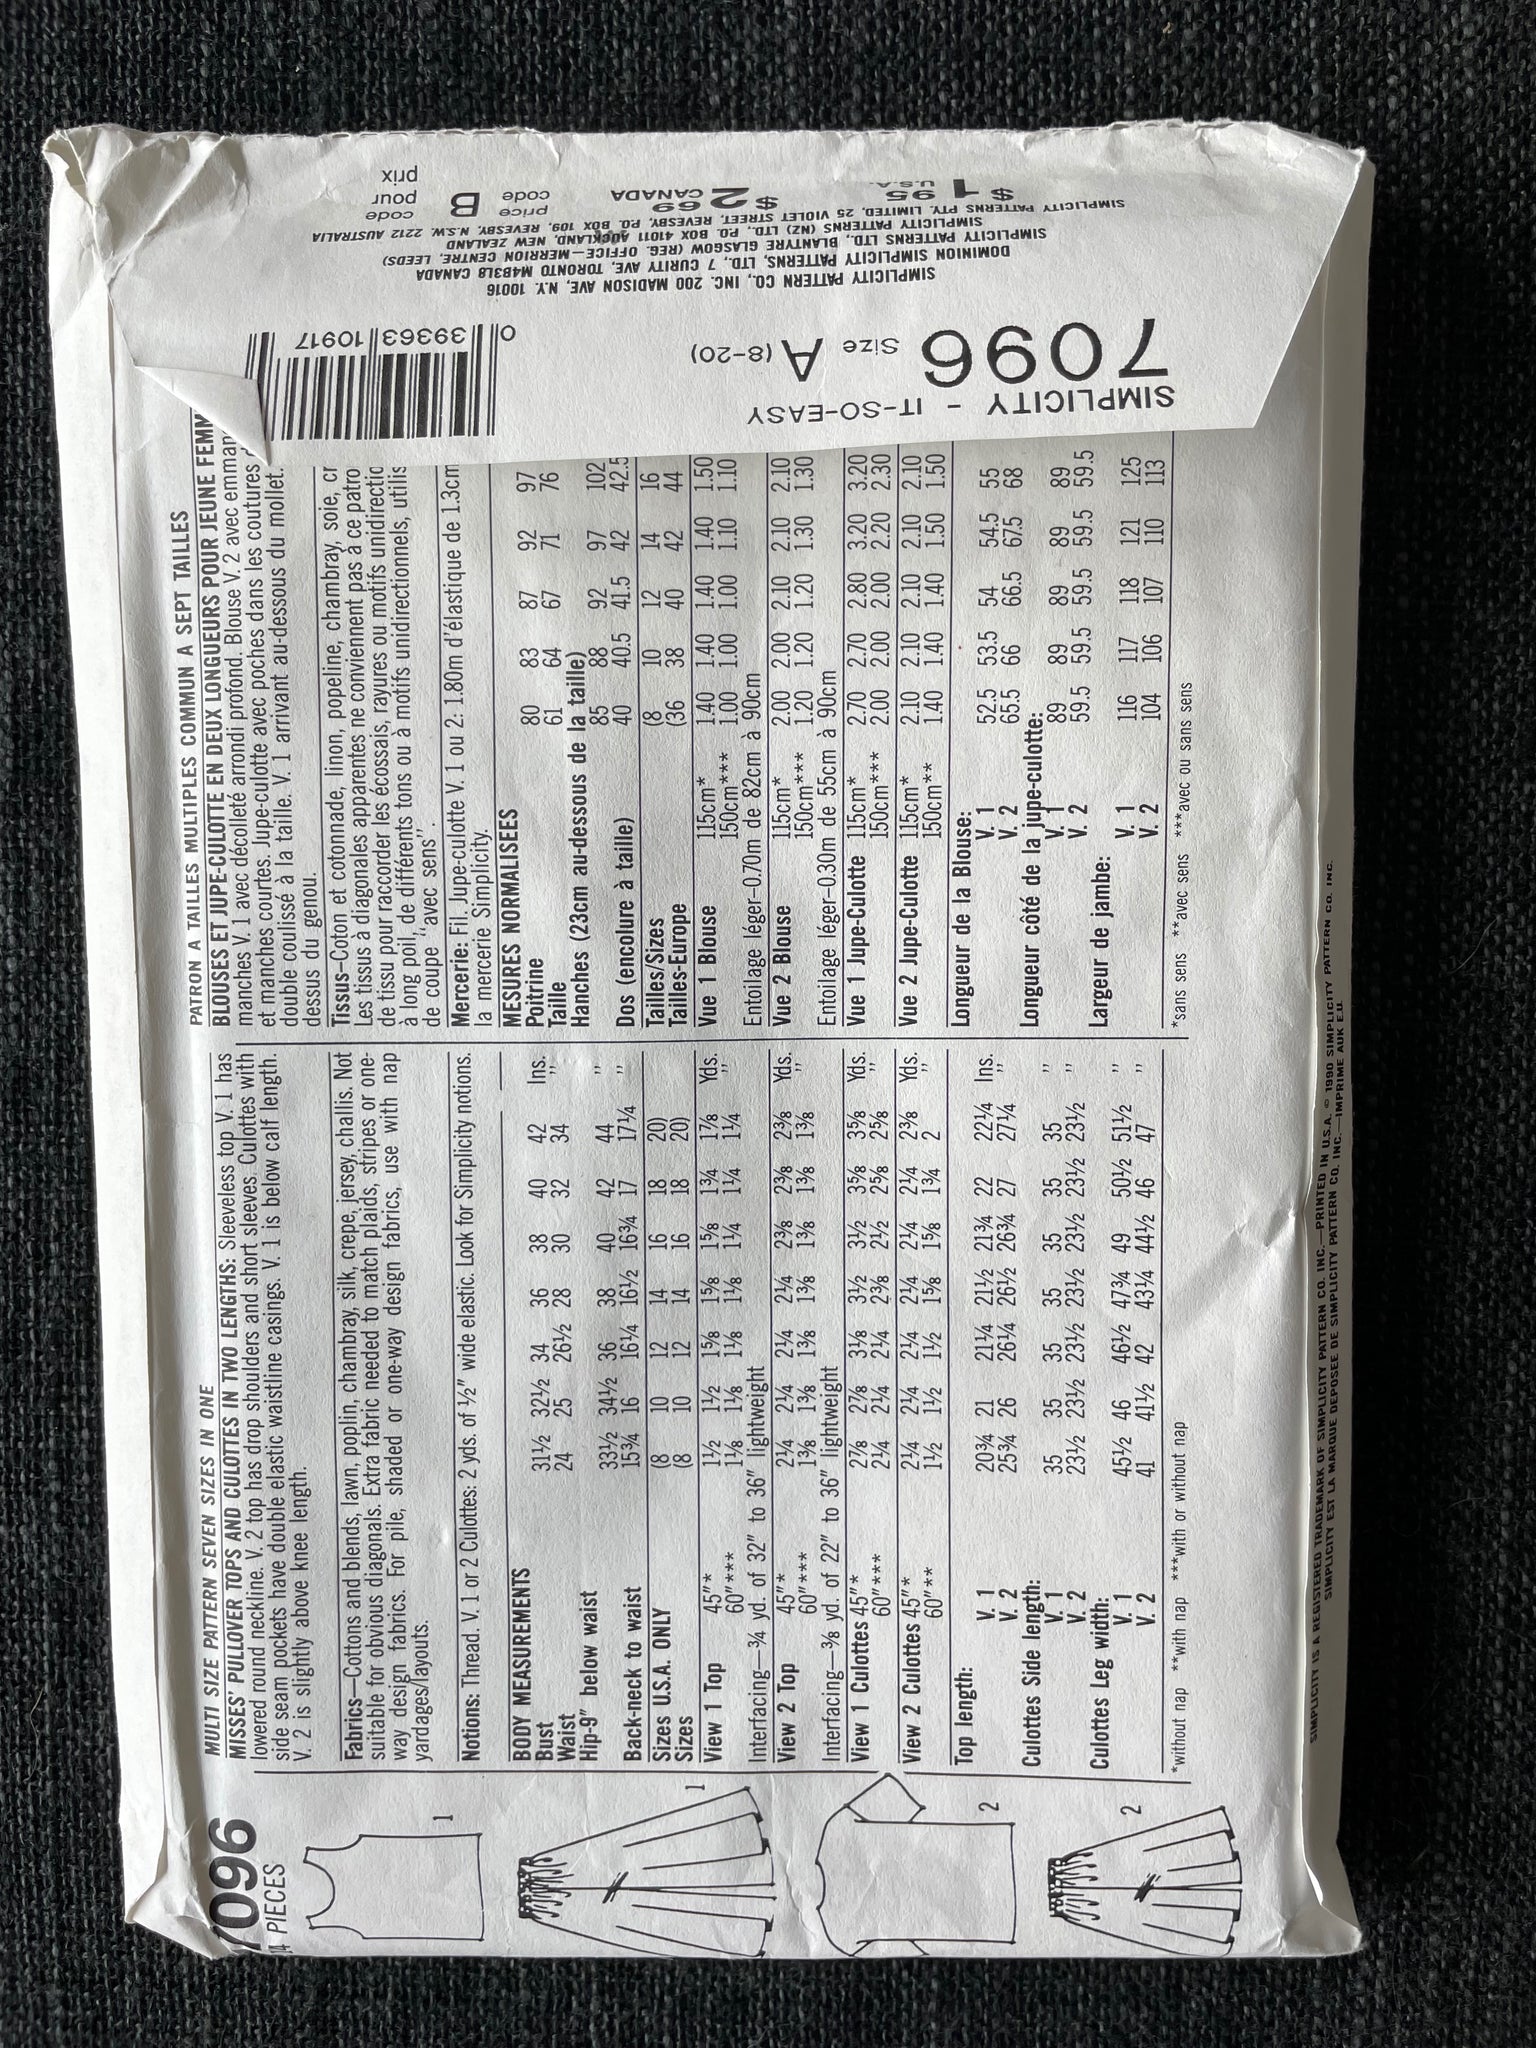 7096
14 PIECES
1
1
2
2
MULTI SIZE PATTERN SEVEN SIZES IN ONE
MISSES' PULLOVER TOPS AND CULOTTES IN TWO LENGTHS: Sleeveless top V. 1 has
lowered round neckline. V. 2 top has drop shoulders and short sleeves. Culottes with
side seam pockets have double elastic waistline casings. V. 1 is below calf length.
V. 2 is slightly above knee length.
Fabrics—Cottons and blends, lawn, poplin, chambray, silk, crepe, jersey, challis. Not
suitable for obvious diagonals. Extra fabric needed to match plaids, stripes or one-
way design fabrics. For pile, shaded or one-way design fabrics, use with nap
yardages/layouts.
Notions: Thread. V. 1 or 2 Culottes: 2 yds. of ½" wide elastic. Look for Simplicity notions.
BODY MEASUREMENTS
Bust 31½ 32½ 34 36 38 40 42 Ins.
Waist 24 25 26½ 28 30 32 34 ,,
Hip-9" below waist 33½ 34½ 36 38 40 42 44 ,,
Back-neck to waist 15¾ 16 16¼ 16½ 16¾ 17 17¼ ,,
Sizes U.S.A. ONLY (8 10 12 14 16 18 20)
Sizes (8 10 12 14 16 18 20)
View 1 Top 45"* 1½ 1½ 1⅝ 1⅝ 1⅝ 1¾ 1⅞ Yds.
60"*** 1⅛ 1⅛ 1⅛ 1⅛ 1¼ 1¼ 1¼ ,,
Interfacing—¾ yd. of 32" to 36" lightweight
View 2 Top 45"* 2¼ 2¼ 2¼ 2¼ 2⅜ 2⅜ 2⅜ Yds.
60"*** 1⅜ 1⅜ 1⅜ 1⅜ 1⅜ 1⅜ 1⅜ ,,
Interfacing—⅜ yd. of 22" to 36" lightweight
View 1 Culottes 45"* 2⅞ 2⅞ 3⅛ 3½ 3½ 3⅝ 3⅝ Yds.
60"*** 2¼ 2¼ 2¼ 2⅜ 2½ 2⅝ 2⅝ ,,
View 2 Culottes 45"* 2¼ 2¼ 2¼ 2¼ 2¼ 2¼ 2⅜ Yds.
60"** 1½ 1½ 1½ 1⅝ 1⅝ 1¾ 2 ,,
Top length: V. 1 20¾ 21 21¼ 21½ 21¾ 22 22¼ Ins.
V. 2 25¾ 26 26¼ 26½ 26¾ 27 27¼ ,,
Culottes Side length:
V. 1 35 35 35 35 35 35 35 ,,
V. 2 23½ 23½ 23½ 23½ 23½ 23½ 23½ ,,
Culottes Leg width:
V. 1 45½ 46 46½ 47¾ 49 50½ 51½ ,,
V. 2 41 41½ 42 43¼ 44½ 46 47 ,,
*without nap **with nap ***with or without nap
PATRON A TAILLES MULTIPLES COMMUN A SEPT TAILLES
BLOUSES ET JUPE-CULOTTE EN DEUX LONGUEURS POUR JEUNE FEMM
manches V. 1 avec décolleté arrondi profond. Blouse V. 2 avec emman
et manches courtes. Jupe-culotte avec poches dans les coutures
double coulissé à la taille. V. 1 arrivant au-dessous du mollet.
dessus du genou.
Tissus-Coton et cotonnade, linon, popeline, chambray, soie, cr
Les tissus à diagonales apparentes ne conviennent pas à ce patro
de tissu pour raccorder les écossais, rayures ou motifs unidirectio
à long poil, de différents tons ou à motifs unidirectionnels, utilis
de coupe "avec sens".
Mercerie: Fil. Jupe-culotte V. 1 ou 2: 1.80m d'élastique de 1.3cm
la mercerie Simplicity.
MESURES NORMALISEES
Poitrine 80 83 87 92 97
Taille 61 64 67 71 76
Hanches (23cm au-dessous de la taille)
85 88 92 97 102
Dos (encolure à taille) 40 40.5 41.5 42 42.5
Tailles/Sizes (8 10 12 14 16
Tailles-Europe (36 38 40 42 44
Vue 1 Blouse 115cm* 1.40 1.40 1.40 1.40 1.50
150cm*** 1.00 1.00 1.00 1.10 1.10
Entoilage léger-0.70m de 82cm à 90cm
Vue 2 Blouse 115cm* 2.00 2.00 2.10 2.10 2.10
150cm*** 1.20 1.20 1.20 1.30 1.30
Entoilage léger-0.30m de 55cm à 90cm
Vue 1 Jupe-Culotte 115cm* 2.70 2.70 2.80 3.20 3.20
150cm*** 2.00 2.00 2.00 2.20 2.30
Vue 2 Jupe-Culotte 115cm* 2.10 2.10 2.10 2.10 2.10
150cm** 1.40 1.40 1.40 1.50 1.50
Longueur de la Blouse:
V. 1 52.5 53.5 54 54.5 55
V. 2 65.5 66 66.5 67.5 68
Longueur côté de la jupe-culotte:
V. 1 89 89 89 89 89
V. 2 59.5 59.5 59.5 59.5 59.5
Largeur de jambe:
V. 1 116 117 118 121 125
V. 2 104 106 107 110 113
*sans sens **avec sens ***avec ou sans sens
SIMPLICITY IS A REGISTERED TRADEMARK OF SIMPLICITY PATTERN CO. INC.—PRINTED IN U.S.A. © 1990 SIMPLICITY PATTERN CO. INC.
SIMPLICITY EST LA MARQUE DEPOSEE DE SIMPLICITY PATTERN CO. INC.—IMPRIME AUX E.U.
SIMPLICITY - IT-SO-EASY
7096 Size A (8-20)
0 39363 10917
SIMPLICITY PATTERN CO., INC. 200 MADISON AVE, N.Y. 10016
DOMINION SIMPLICITY PATTERNS, LTD., 7 CURITY AVE, TORONTO M4B3L8 CANADA
SIMPLICITY PATTERNS LTD., BLANTYRE GLASGOW (REG. OFFICE—MERRION CENTRE, LEEDS)
SIMPLICITY PATTERNS (NZ) LTD., P.O. BOX 41011 AUCKLAND, NEW ZEALAND
SIMPLICITY PATTERNS PTY. LIMITED, 25 VIOLET STREET, REVESBY, P.O. BOX 109, REVESBY, N.S.W. 2212 AUSTRALIA
$1 95 U.S.A.
$2 69 CANADA
price code B code pour prix